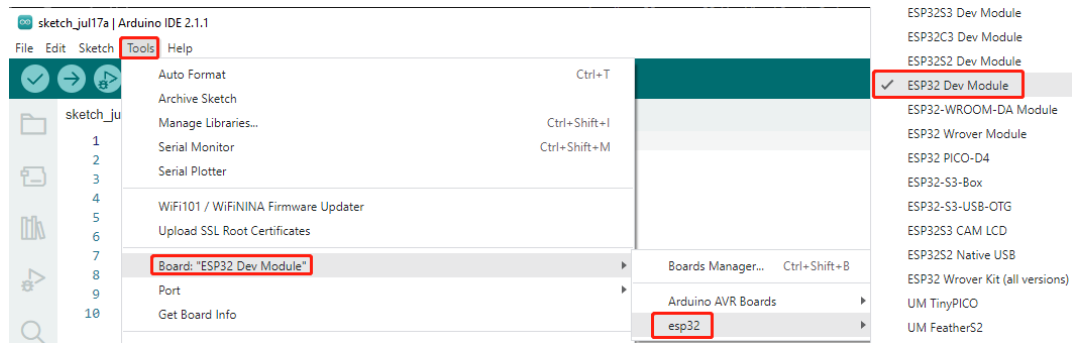 sketch_jul17a | Arduino IDE 2.1.1
File Edit Sketch Tools Help
Auto Format Ctrl+T
Archive Sketch
sketch_ju
Manage Libraries... Ctrl+Shift+I
Serial Monitor Ctrl+Shift+M
Serial Plotter
WiFi101 / WiFiNINA Firmware Updater
Upload SSL Root Certificates
Board: "ESP32 Dev Module"
Port
Get Board Info
1
2
3
4
5
6
7
8
9
10
Boards Manager... Ctrl+Shift+B
Arduino AVR Boards
esp32
ESP32S3 Dev Module
ESP32C3 Dev Module
ESP32S2 Dev Module
ESP32 Dev Module
ESP32-WROOM-DA Module
ESP32 Wrover Module
ESP32 PICO-D4
ESP32-S3-Box
ESP32-S3-USB-OTG
ESP32S3 CAM LCD
ESP32S2 Native USB
ESP32 Wrover Kit (all versions)
UM TinyPICO
UM FeatherS2